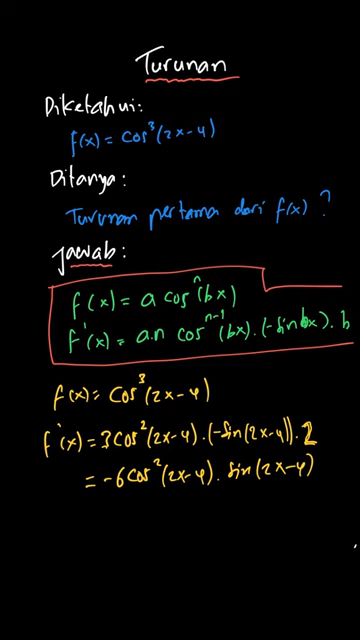 Turunan
Diketahui:
f(x) = cos³(2x-4)
Ditanya:
Turunan pertama dari f(x) ?
Jawab:
f(x) = a cosⁿ(bx)
f'(x) = a.n cosⁿ⁻¹(bx).(-sin bx). b
f(x) = cos³(2x-4)
f'(x) = 3cos²(2x-4).(-sin(2x-4)). 2
= -6cos²(2x-4). sin(2x-4)